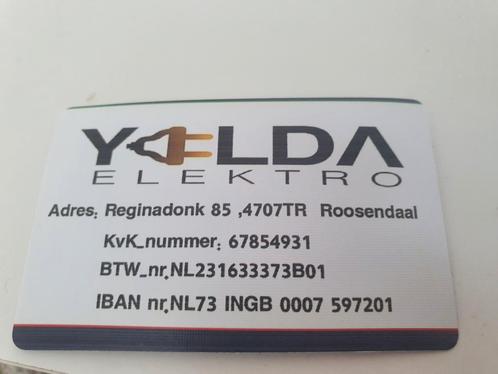 YELDA
ELEKTRO
Adres: Reginadonk 85 ,4707TR Roosendaal
KvK_nummer: 67854931
BTW_nr.NL231633373B01
IBAN nr.NL73 INGB 0007 597201